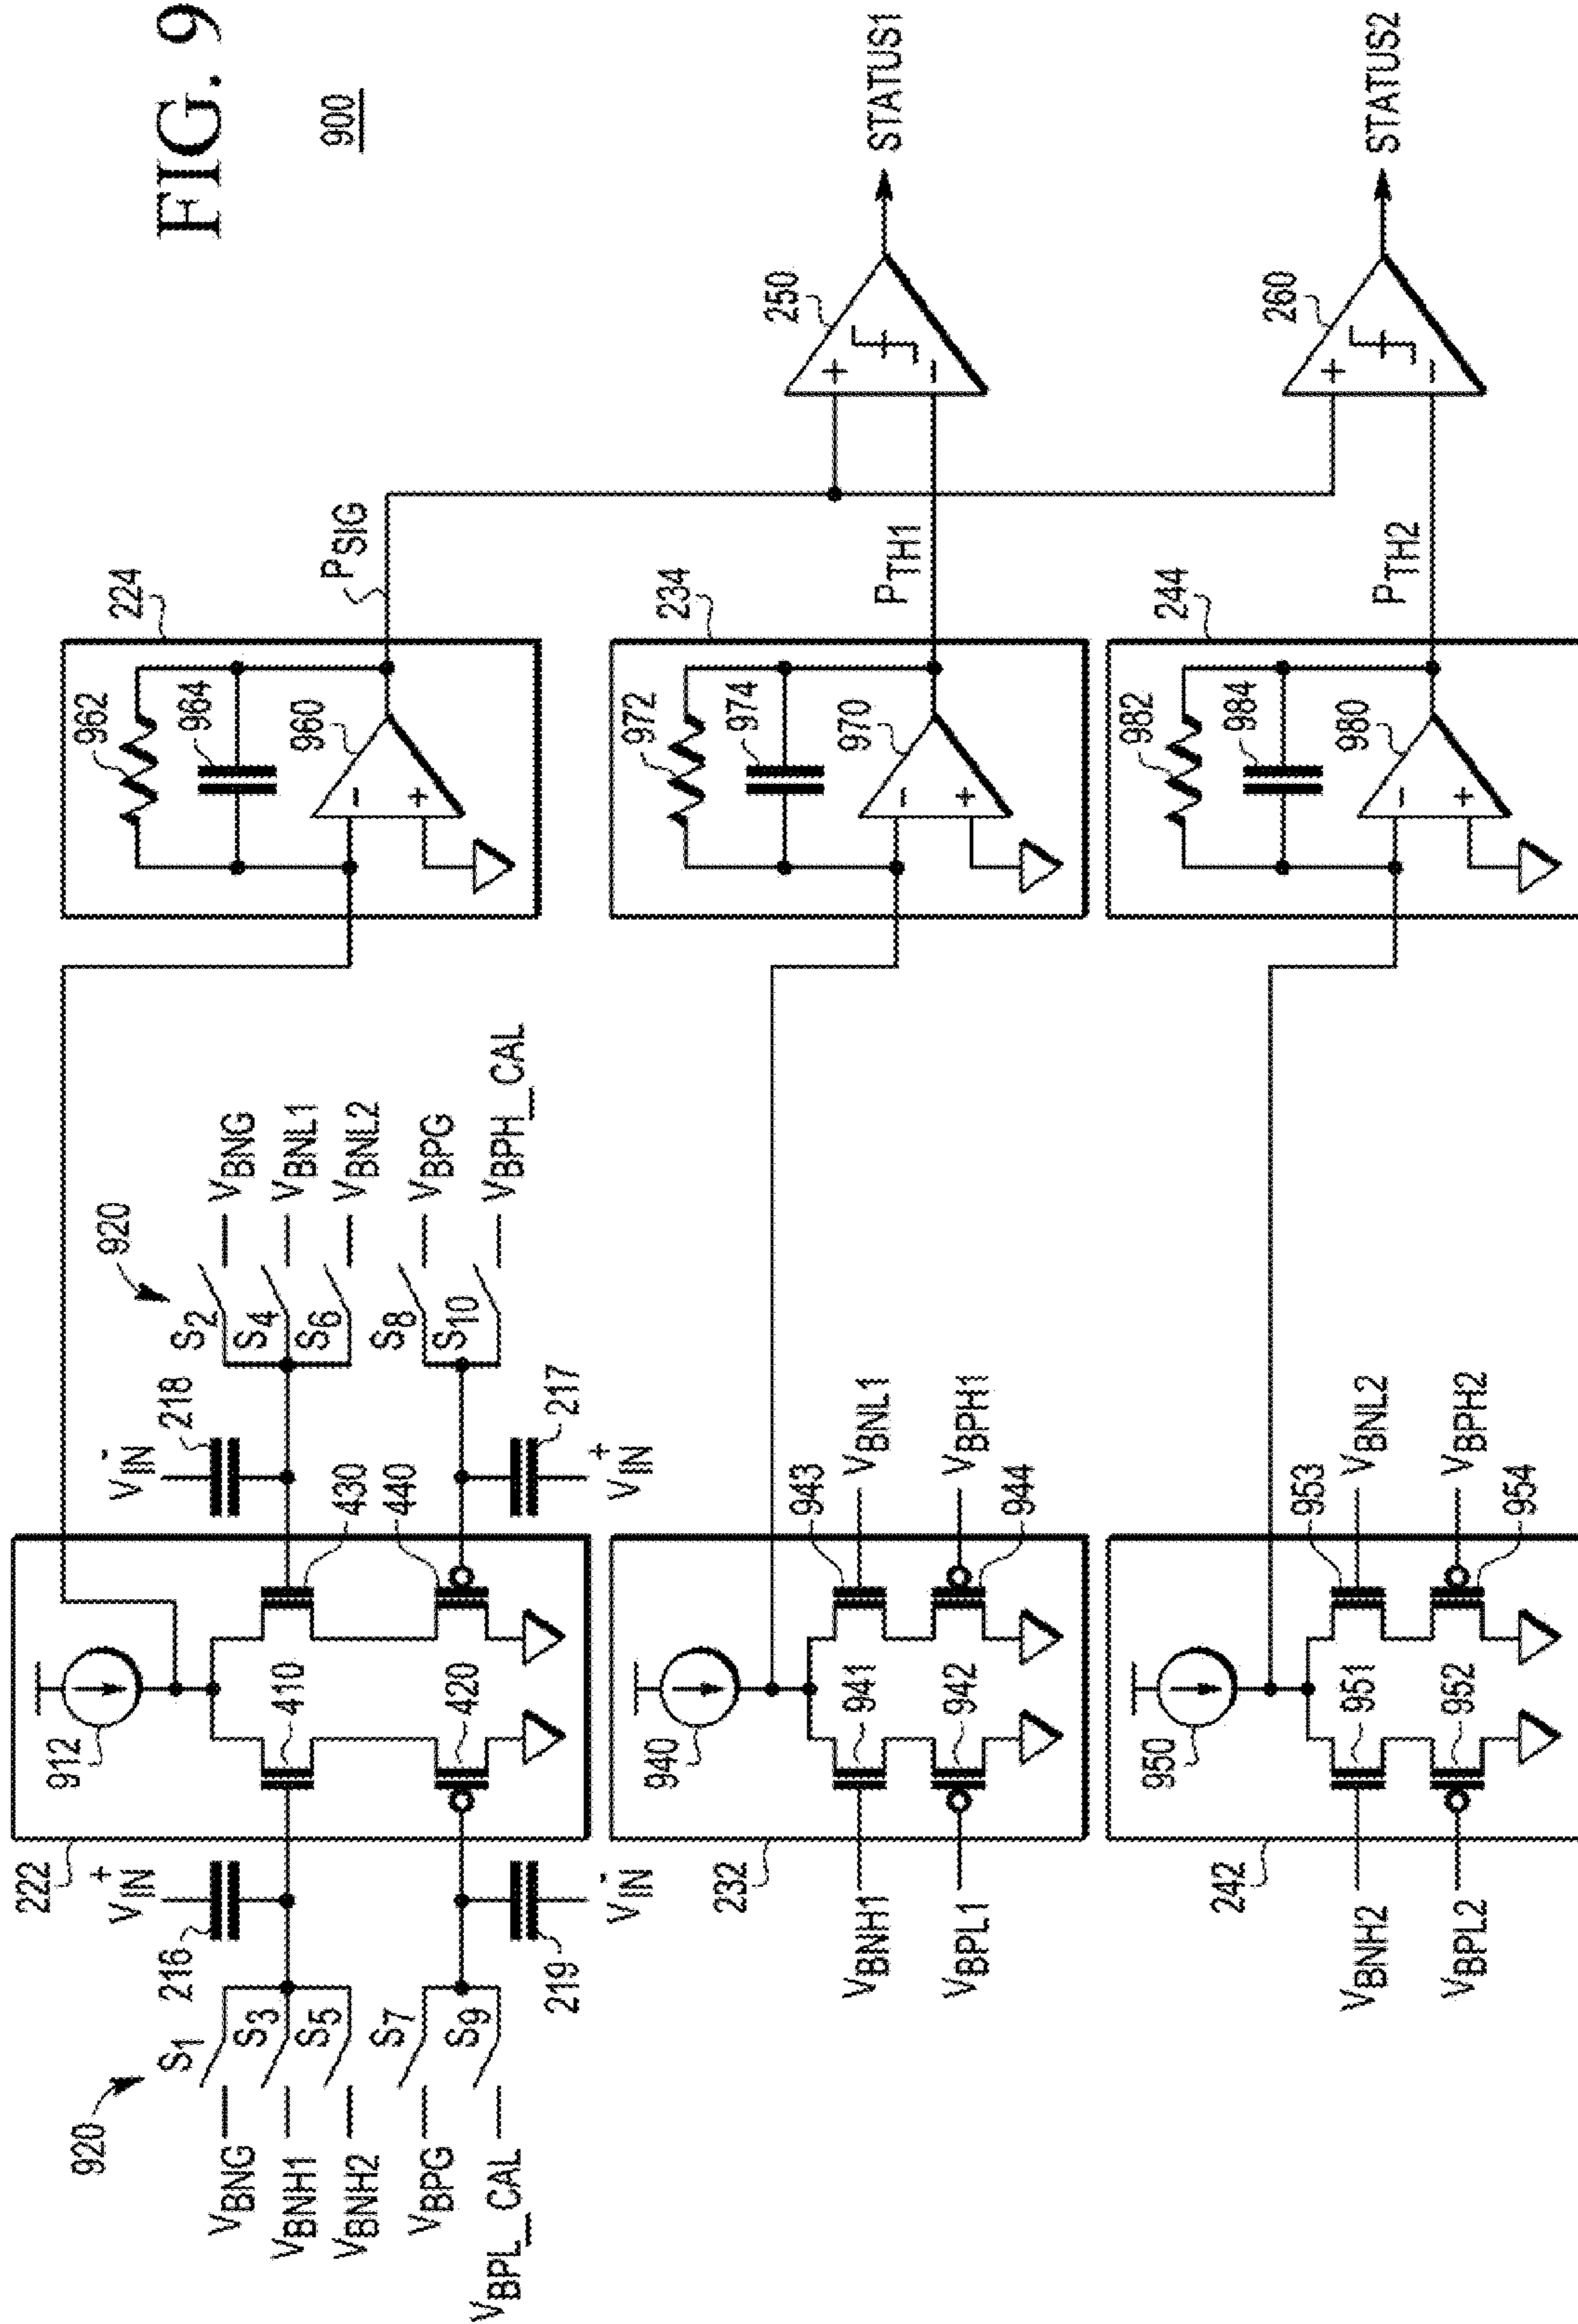 FIG. 9
900
920
S1
S3
S5
S7
S9
VBNG
VBNH1
VBNH2
VBPG
VBPL_CAL
VIN+
216
219
VIN-
222
912
410
420
430
440
VIN-
218
217
VIN+
920
S2
S4
S6
S8
S10
VBNG
VBNL1
VBNL2
VBPG
VBPH_CAL
224
962
964
960
-
+
PSIG
VBNH1
VBPL1
232
940
941
942
943
944
VBNL1
VBPH1
234
972
974
970
-
+
PTH1
250
+
-
STATUS1
VBNH2
VBPL2
242
950
951
952
953
954
VBNL2
VBPH2
244
982
984
980
-
+
PTH2
260
+
-
STATUS2